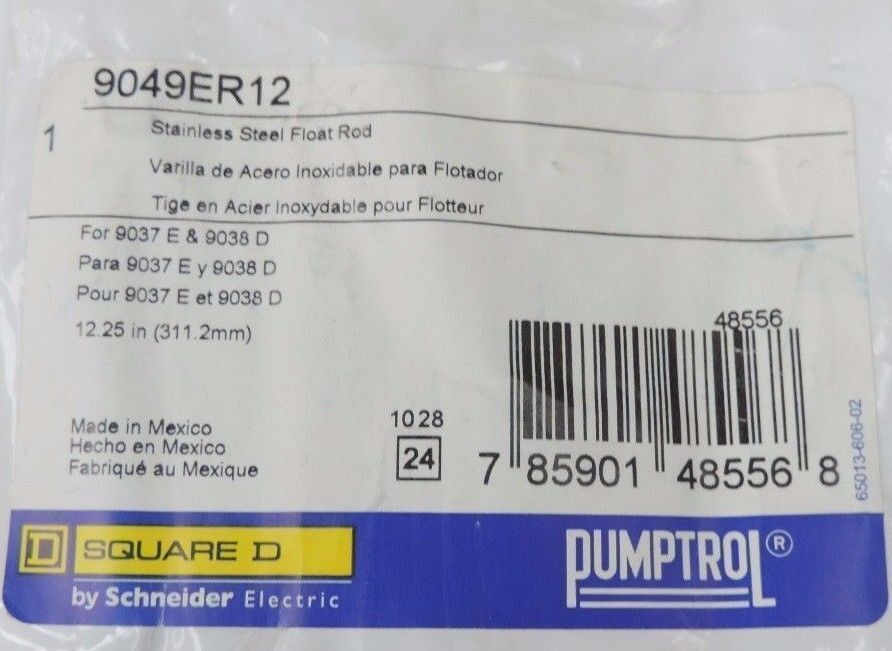 9049ER12
1
Stainless Steel Float Rod
Varilla de Acero Inoxidable para Flotador
Tige en Acier Inoxydable pour Flotteur
For 9037 E & 9038 D
Para 9037 E y 9038 D
Pour 9037 E et 9038 D
12.25 in (311.2mm)
48556
Made in Mexico
Hecho en Mexico
Fabriqué au Mexique
1028
24
7 85901 48556 8
65013-606-02
D SQUARE D
by Schneider Electric
PUMPTROL®